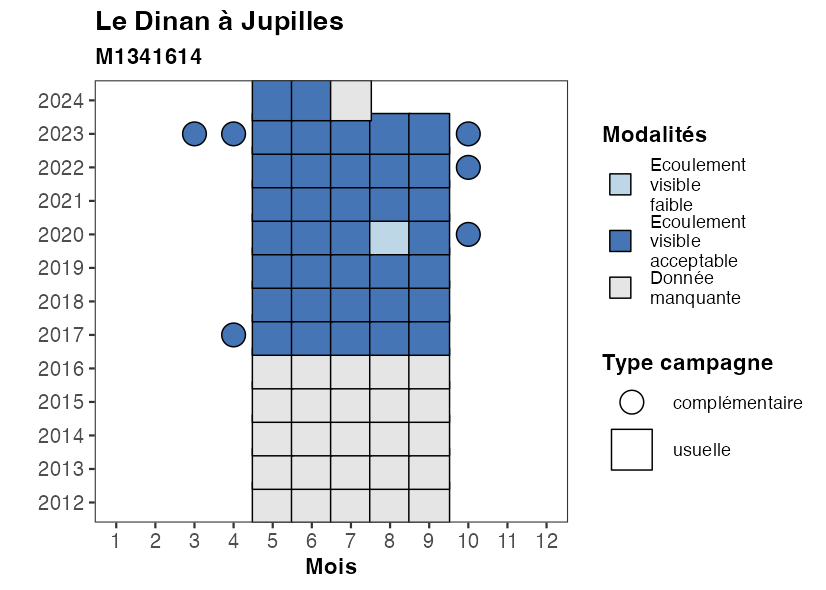 Le Dinan à Jupilles
M1341614
2024
2023
2022
2021
2020
2019
2018
2017
2016
2015
2014
2013
2012
1 2 3 4 5 6 7 8 9 10 11 12
Mois
Modalités
Ecoulement
visible
faible
Ecoulement
visible
acceptable
Donnée
manquante
Type campagne
complémentaire
usuelle